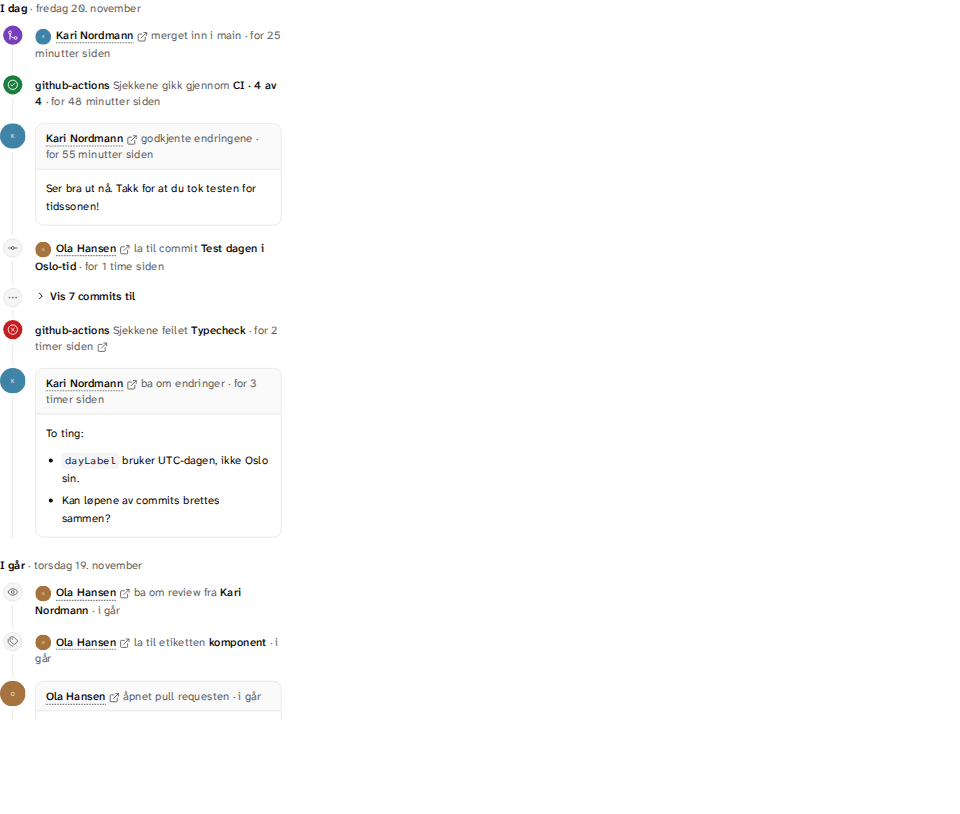 I dag · fredag 20. november
Kari Nordmann merget inn i main · for 25
minutter siden
github-actions Sjekkene gikk gjennom CI · 4 av
4 · for 48 minutter siden
K
Kari Nordmann godkjente endringene ·
for 55 minutter siden
Ser bra ut nå. Takk for at du tok testen for
tidssonen!
Ola Hansen la til commit Test dagen i
Oslo-tid · for 1 time siden
Vis 7 commits til
github-actions Sjekkene feilet Typecheck · for 2
timer siden
K
Kari Nordmann ba om endringer · for 3
timer siden
To ting:
• dayLabel bruker UTC-dagen, ikke Oslo
sin.
• Kan løpene av commits brettes
sammen?
I går · torsdag 19. november
Ola Hansen ba om review fra Kari
Nordmann · i går
Ola Hansen la til etiketten komponent · i
går
O
Ola Hansen åpnet pull requesten · i går